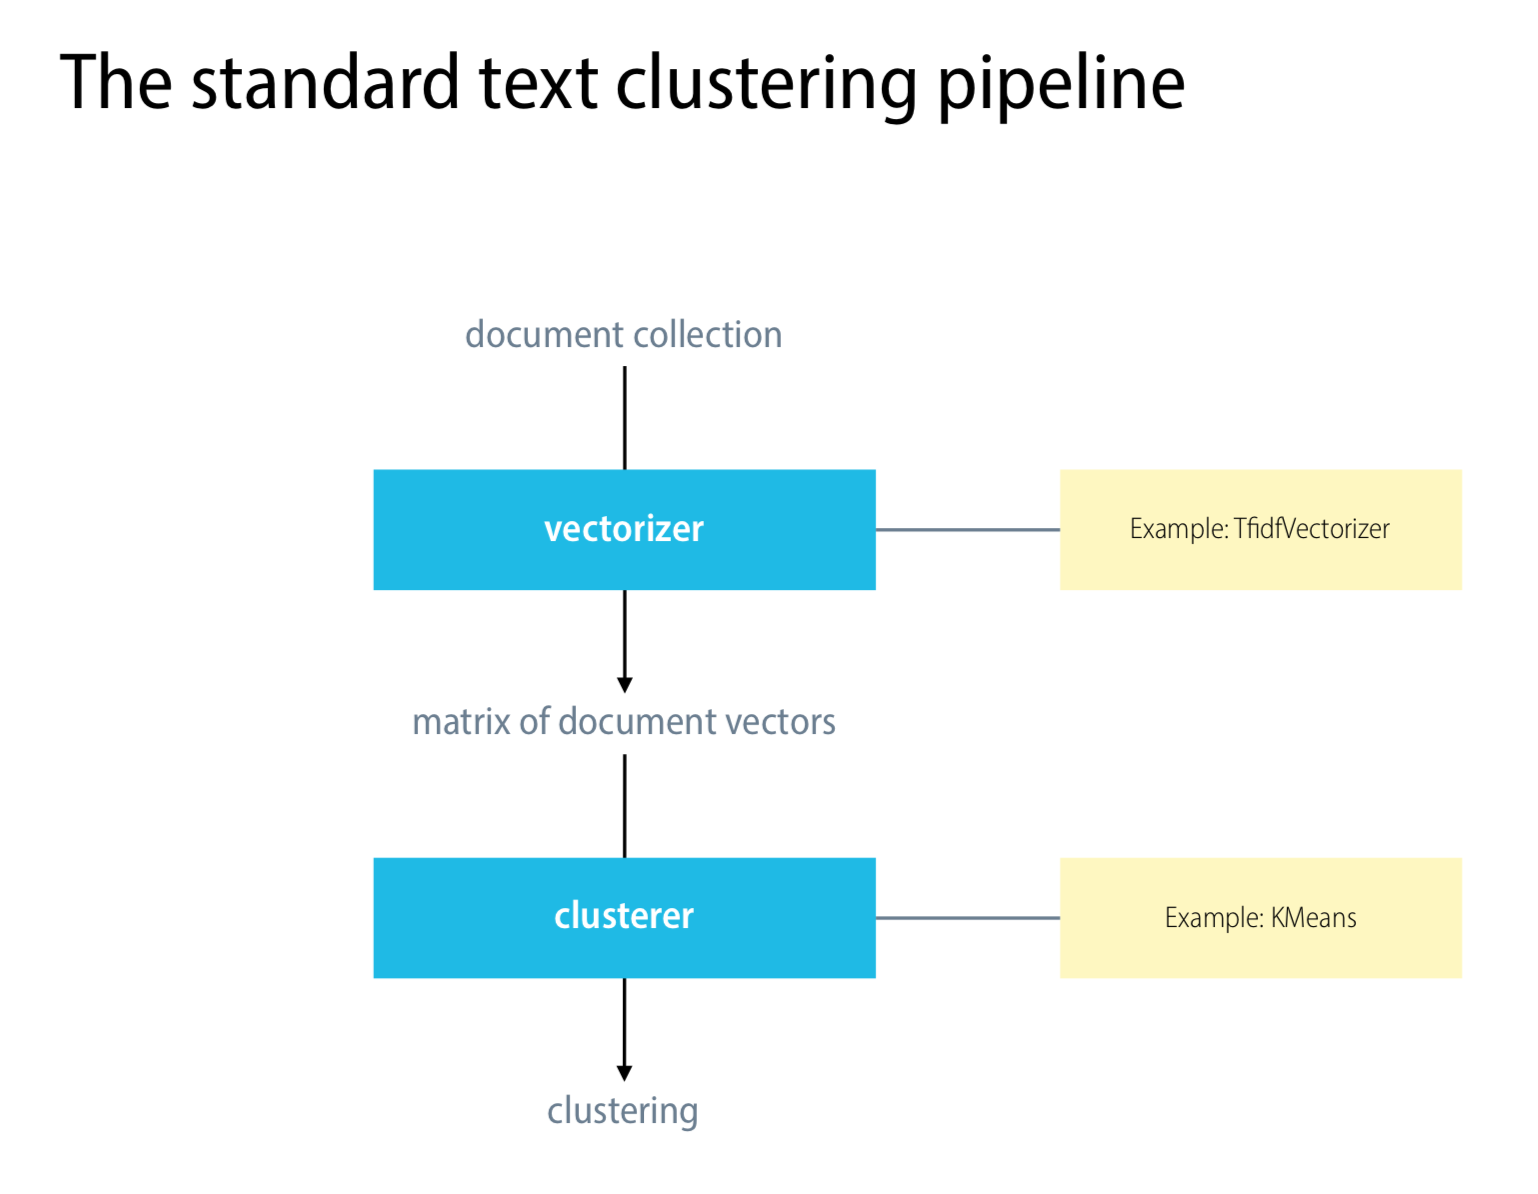 The standard text clustering pipeline
document collection
vectorizer
Example: TfidfVectorizer
matrix of document vectors
clusterer
Example: KMeans
clustering